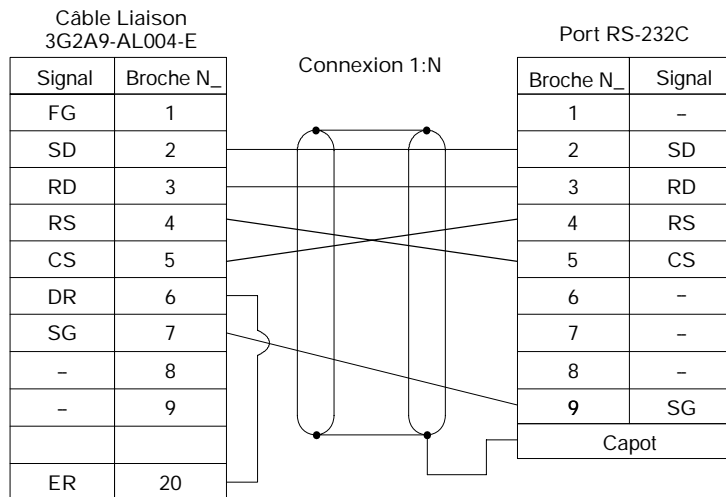 Câble Liaison
3G2A9-AL004-E
Port RS-232C
Connexion 1:N
Signal Broche N_
FG 1
SD 2
RD 3
RS 4
CS 5
DR 6
SG 7
– 8
– 9
ER 20
Broche N_ Signal
1 –
2 SD
3 RD
4 RS
5 CS
6 –
7 –
8 –
9 SG
Capot